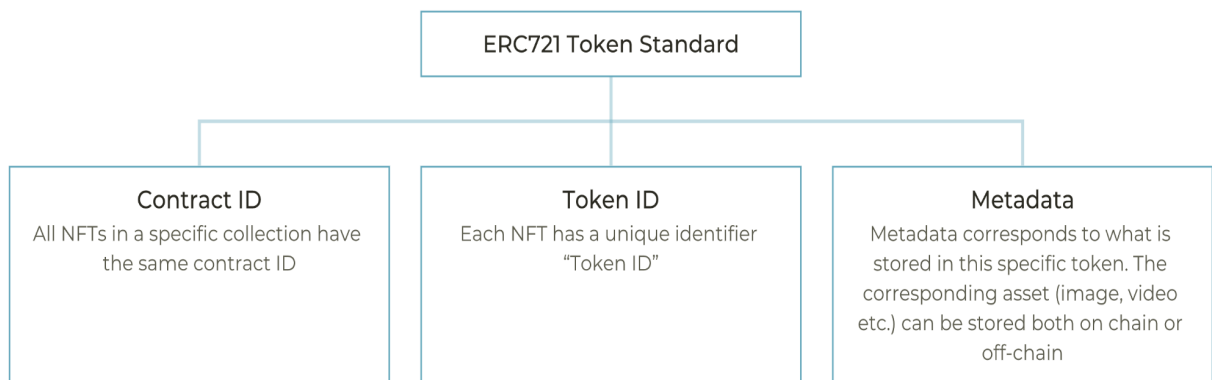 ERC721 Token Standard
Contract ID
All NFTs in a specific collection have
the same contract ID
Token ID
Each NFT has a unique identifier
“Token ID”
Metadata
Metadata corresponds to what is
stored in this specific token. The
corresponding asset (image, video
etc.) can be stored both on chain or
off-chain